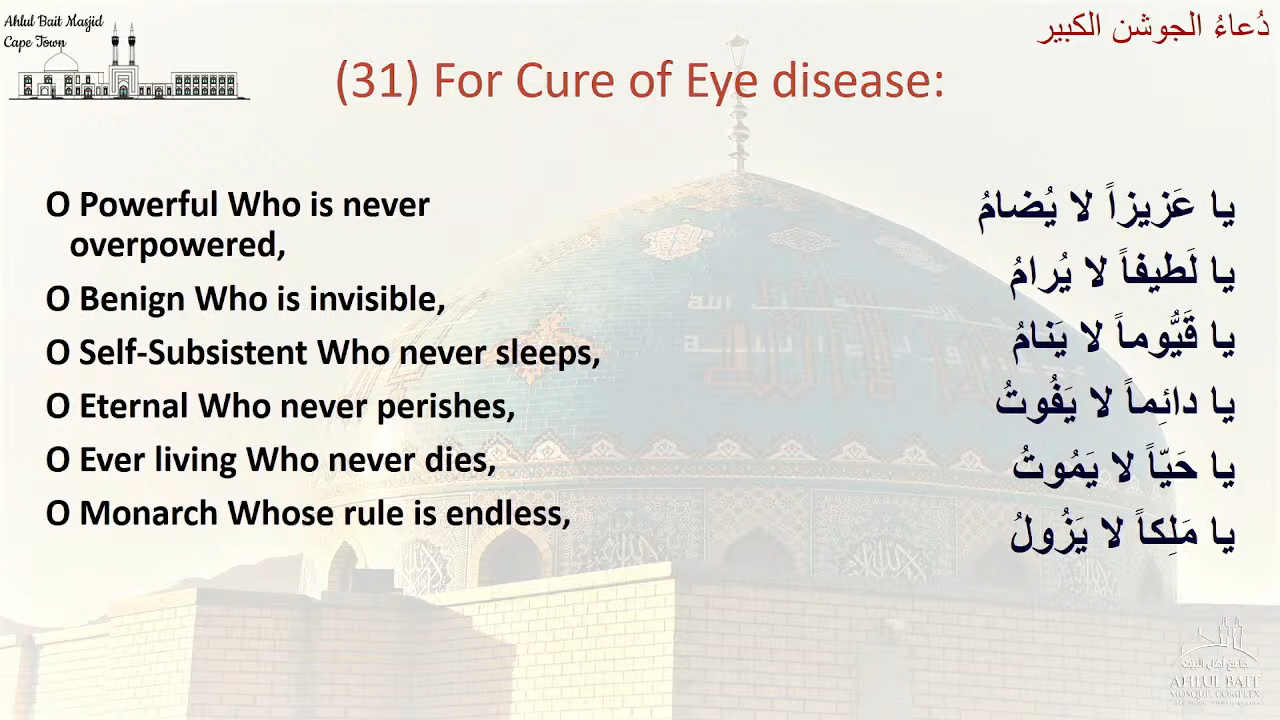 Ahlul Bait Masjid
Cape Town
دُعاءُ الجوشن الكبير
(31) For Cure of Eye disease:
O Powerful Who is never
overpowered,
O Benign Who is invisible,
O Self-Subsistent Who never sleeps,
O Eternal Who never perishes,
O Ever living Who never dies,
O Monarch Whose rule is endless,
يا عَزيزاً لا يُضامُ
يا لَطيفاً لا يُرامُ
يا قَيُّوماً لا يَنامُ
يا دائِماً لا يَفُوتُ
يا حَيّاً لا يَمُوتُ
يا مَلِكاً لا يَزُولُ
AHLUL BAIT
MOSQUE COMPLEX